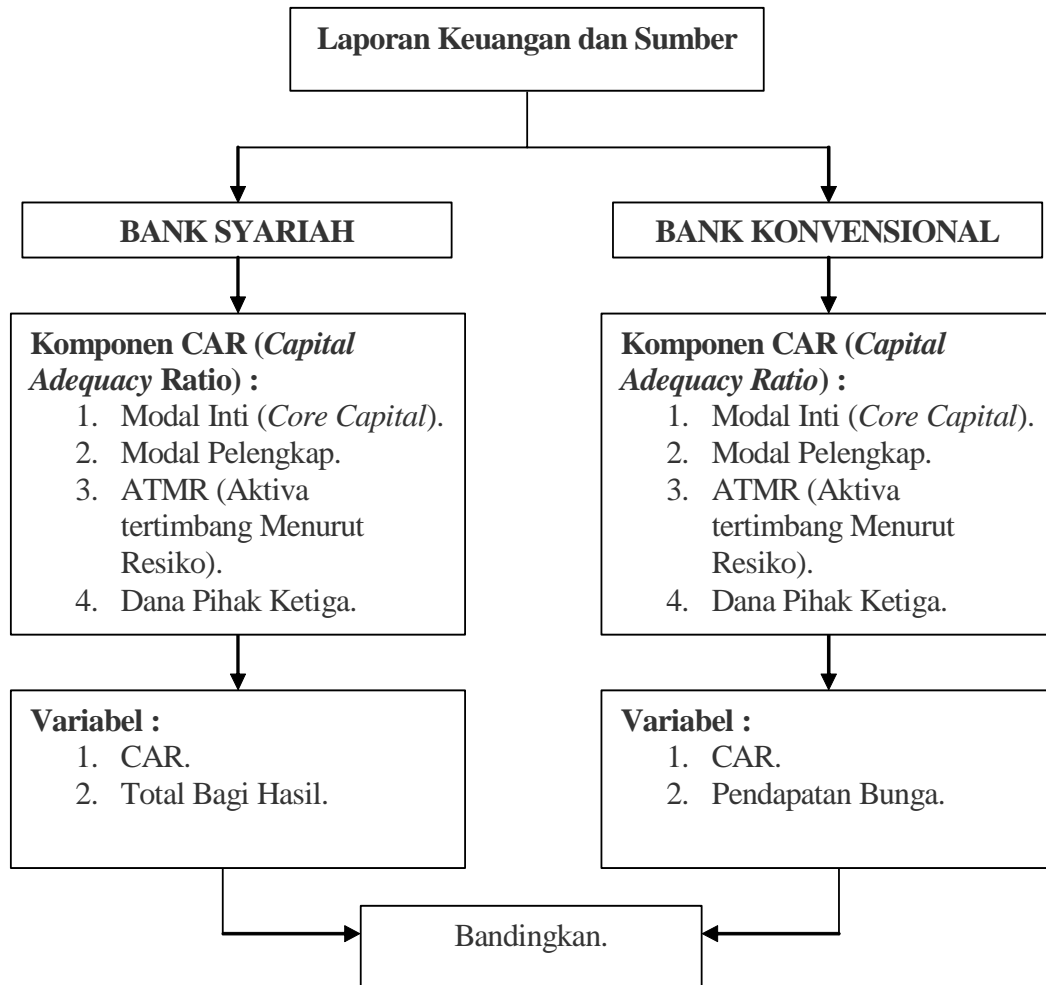 Laporan Keuangan dan Sumber
BANK SYARIAH
BANK KONVENSIONAL
Komponen CAR (Capital
Adequacy Ratio) :
1. Modal Inti (Core Capital).
2. Modal Pelengkap.
3. ATMR (Aktiva
tertimbang Menurut
Resiko).
4. Dana Pihak Ketiga.
Komponen CAR (Capital
Adequacy Ratio) :
1. Modal Inti (Core Capital).
2. Modal Pelengkap.
3. ATMR (Aktiva
tertimbang Menurut
Resiko).
4. Dana Pihak Ketiga.
Variabel :
1. CAR.
2. Total Bagi Hasil.
Variabel :
1. CAR.
2. Pendapatan Bunga.
Bandingkan.